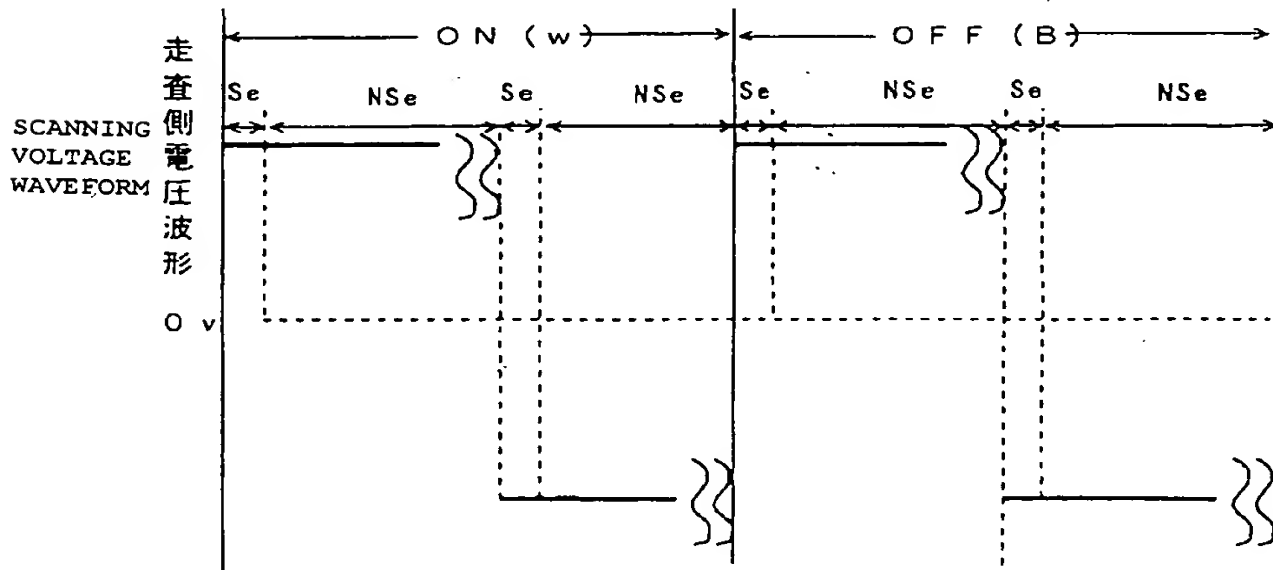 ON (w)
OFF (B)
Se
NSe
Se
NSe
Se
NSe
Se
NSe
SCANNING
VOLTAGE
WAVEFORM
走査側電圧波形
0 v